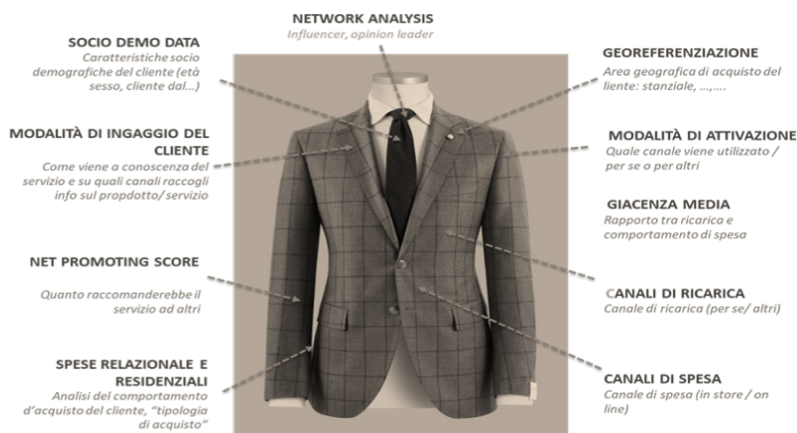 NETWORK ANALYSIS
Influencer, opinion leader
SOCIO DEMO DATA
Caratteristiche socio
demografiche del cliente (età
sesso, cliente dal...)
MODALITÀ DI INGAGGIO DEL
CLIENTE
Come viene a conoscenza del
servizio e su quali canali raccogli
info sul propdotto/servizio
NET PROMOTING SCORE
Quanto raccomanderebbe il
servizio ad altri
SPESE RELAZIONALE E
RESIDENZIALI
Analisi del comportamento
d'acquisto del cliente, "tipologia
di acquisto"
GEOREFERENZIAZIONE
Area geografica di acquisto del
liente: stanziale, ...,....
MODALITÀ DI ATTIVAZIONE
Quale canale viene utilizzato /
per se o per altri
GIACENZA MEDIA
Rapporto tra ricarica e
comportamento di spesa
CANALI DI RICARICA
Canale di ricarica (per se/ altri)
CANALI DI SPESA
Canale di spesa (in store / on
line)